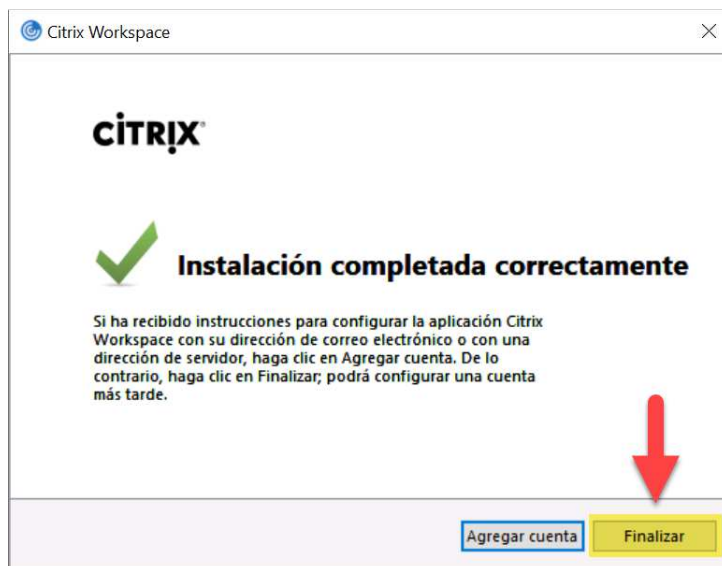 Citrix Workspace
CİTRỊX®
Instalación completada correctamente
Si ha recibido instrucciones para configurar la aplicación Citrix
Workspace con su dirección de correo electrónico o con una
dirección de servidor, haga clic en Agregar cuenta. De lo
contrario, haga clic en Finalizar; podrá configurar una cuenta
más tarde.
Agregar cuenta
Finalizar